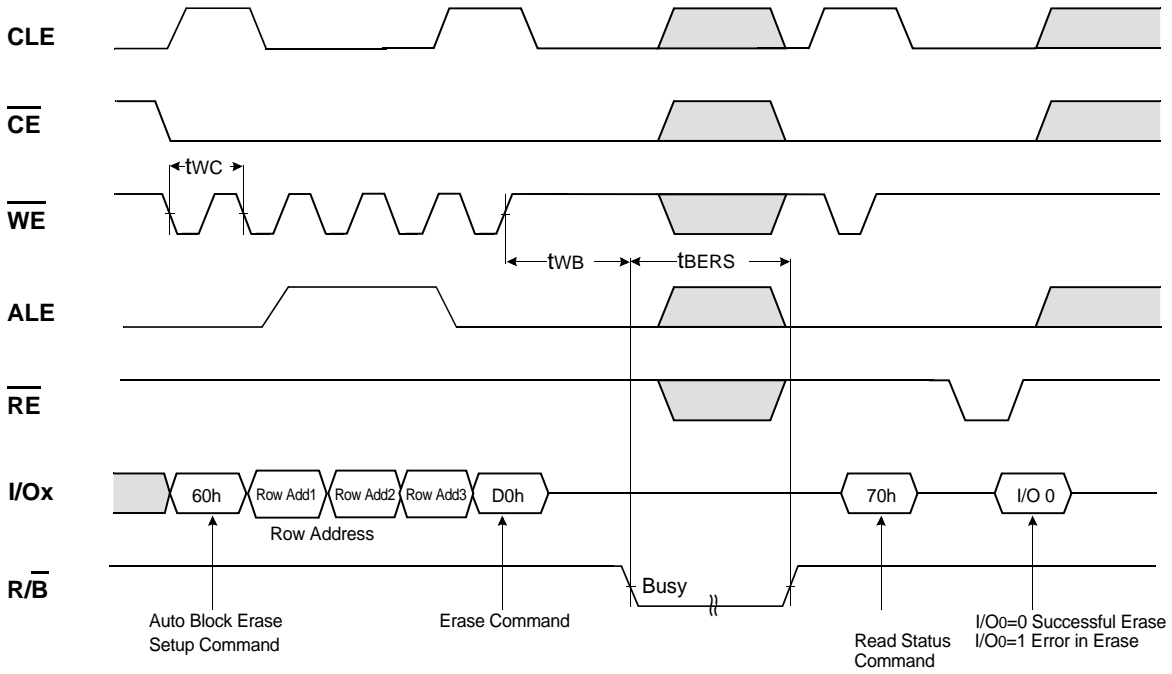 CLE
CE
tWC
WE
tWB
tBERS
ALE
RE
I/Ox
60h
Row Add1
Row Add2
Row Add3
D0h
70h
I/O 0
Row Address
R/B
Busy
Auto Block Erase
Setup Command
Erase Command
Read Status
Command
I/O0=0 Successful Erase
I/O0=1 Error in Erase